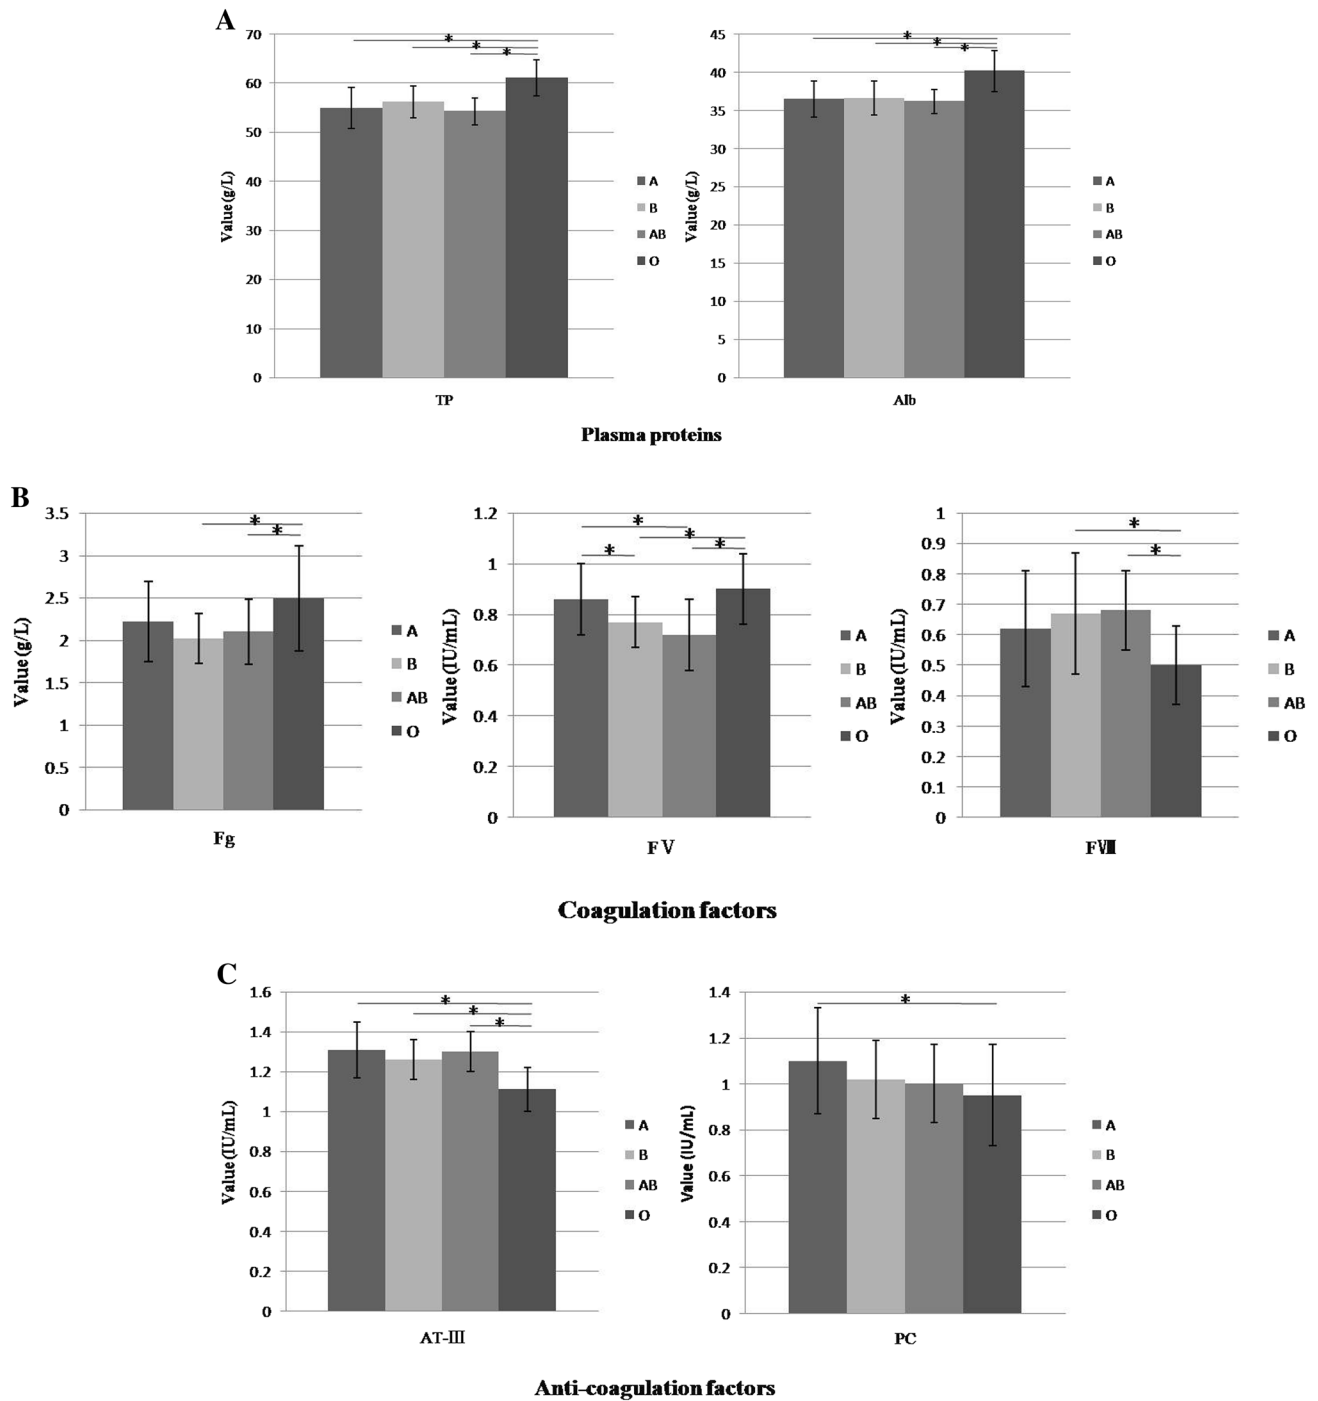 A
70
60
50
40
30
20
10
0
Value (g/L)
* * *
TP
A
B
AB
O
45
40
35
30
25
20
15
10
5
0
Value (g/L)
* * *
Alb
A
B
AB
O
Plasma proteins
B
3.5
3
2.5
2
1.5
1
0.5
0
Value (g/L)
* *
Fg
A
B
AB
O
1.2
1
0.8
0.6
0.4
0.2
0
Value (IU/mL)
* * * *
FⅤ
A
B
AB
O
1
0.9
0.8
0.7
0.6
0.5
0.4
0.3
0.2
0.1
0
Value (IU/mL)
* *
FⅧ
A
B
AB
O
Coagulation factors
C
1.6
1.4
1.2
1
0.8
0.6
0.4
0.2
0
Value (IU/mL)
* * *
AT-Ⅲ
A
B
AB
O
1.4
1.2
1
0.8
0.6
0.4
0.2
0
Value (IU/mL)
*
PC
A
B
AB
O
Anti-coagulation factors